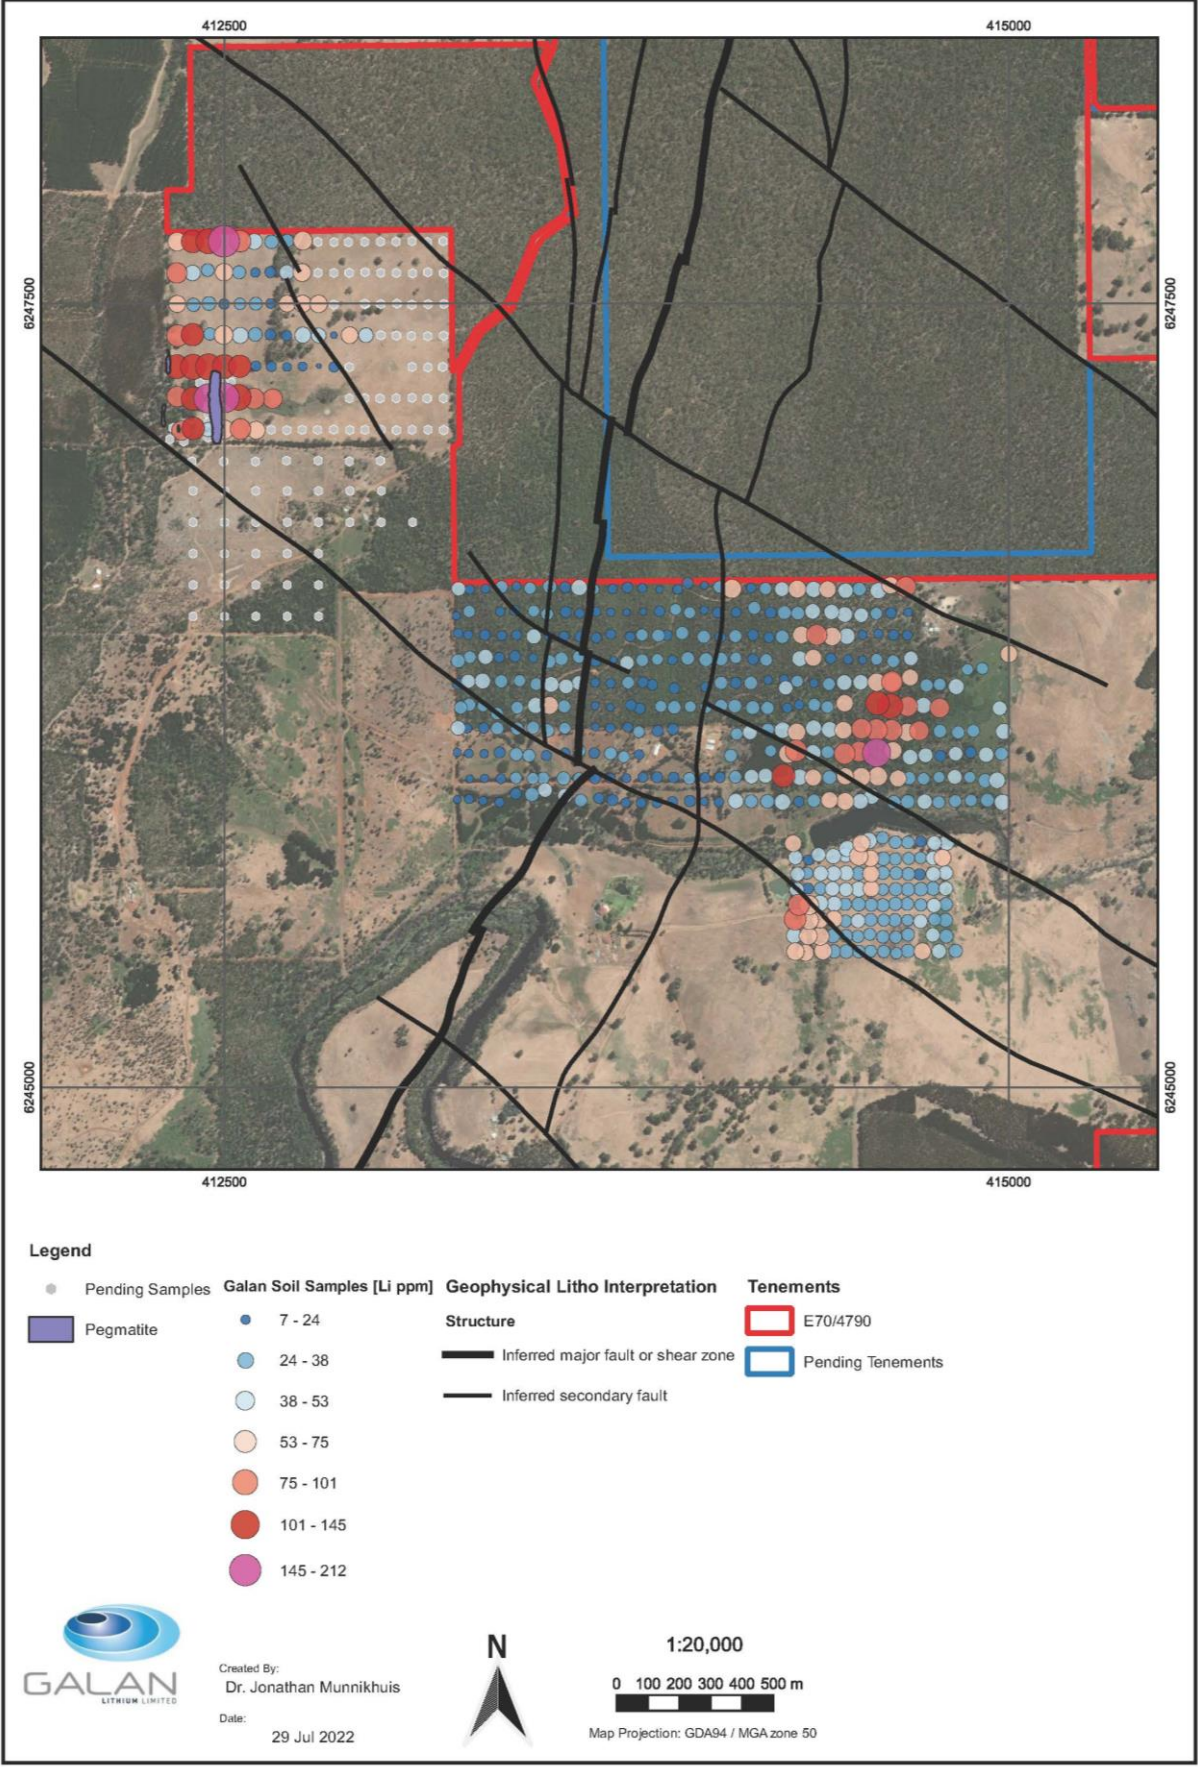 412500
415000
6247500
6247500
6245000
6245000
412500
415000
Legend
Pending Samples
Pegmatite
Galan Soil Samples [Li ppm]
7 - 24
24 - 38
38 - 53
53 - 75
75 - 101
101 - 145
145 - 212
Geophysical Litho Interpretation
Structure
Inferred major fault or shear zone
Inferred secondary fault
Tenements
E70/4790
Pending Tenements
GALAN
LITHIUM LIMITED
Created By:
Dr. Jonathan Munnikhuis
Date:
29 Jul 2022
N
1:20,000
0 100 200 300 400 500 m
Map Projection: GDA94 / MGA zone 50